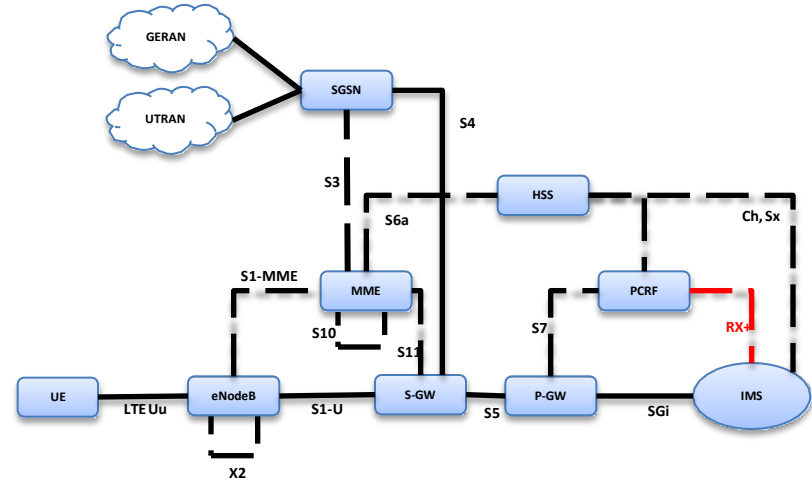 GERAN
SGSN
UTRAN
S4
S3
HSS
S6a
Ch, Sx
S1-MME
MME
PCRF
S10
S11
S7
RX+
UE
eNodeB
S-GW
P-GW
IMS
LTE Uu
S1-U
S5
SGi
X2